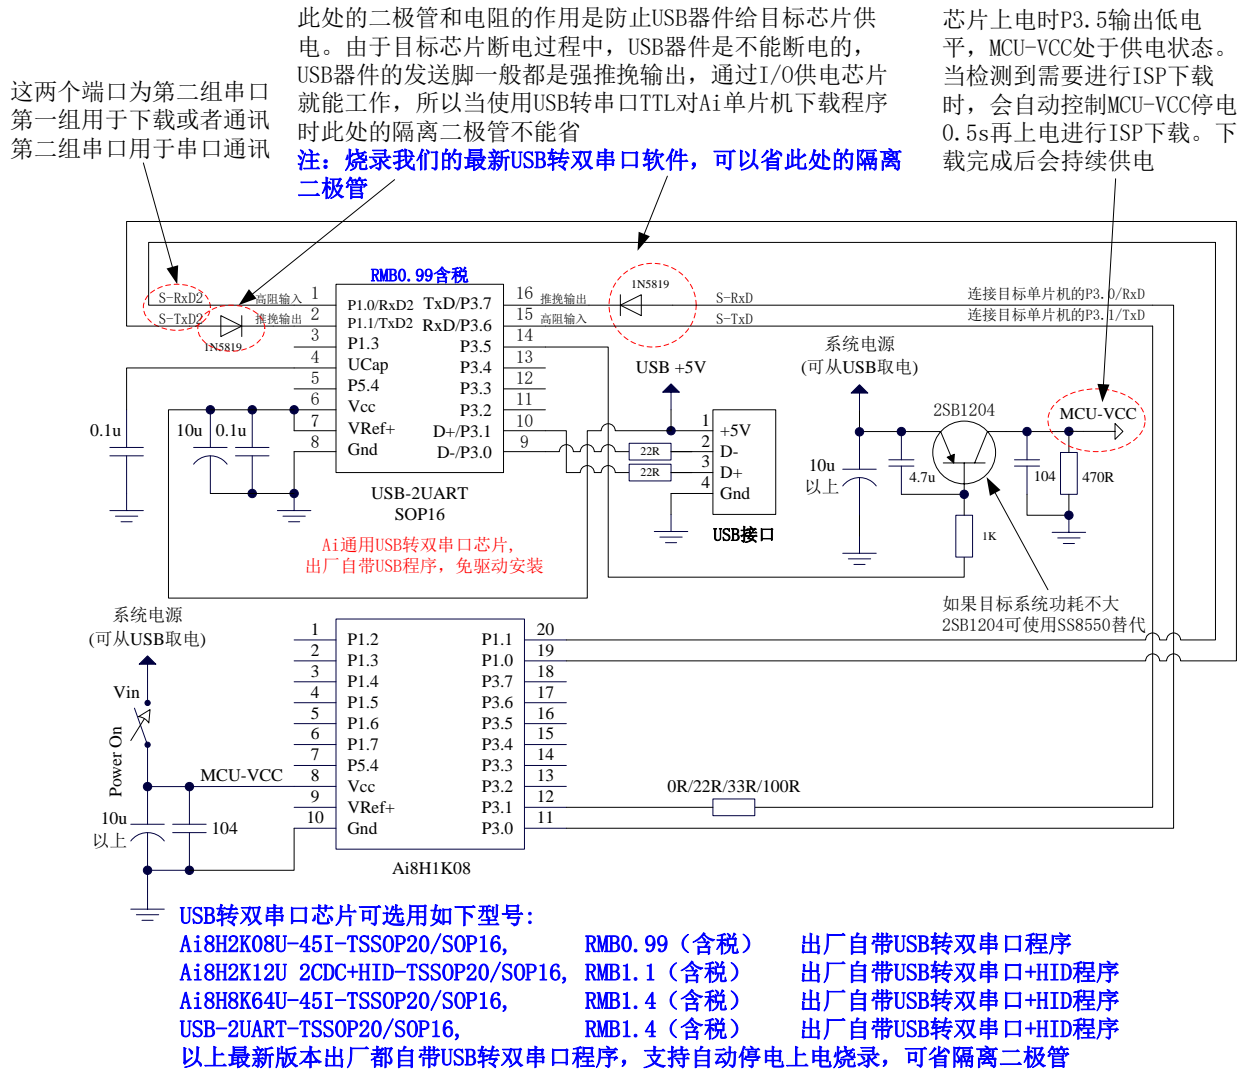 此处的二极管和电阻的作用是防止USB器件给目标芯片供
电。由于目标芯片断电过程中，USB器件是不能断电的，
USB器件的发送脚一般都是强推挽输出，通过I/O供电芯片
就能工作，所以当使用USB转串口TTL对Ai单片机下载程序
时此处的隔离二极管不能省
注：烧录我们的最新USB转双串口软件，可以省此处的隔离
二极管
芯片上电时P3.5输出低电
平，MCU-VCC处于供电状态。
当检测到需要进行ISP下载
时，会自动控制MCU-VCC停电
0.5s再上电进行ISP下载。下
载完成后会持续供电
这两个端口为第二组串口
第一组用于下载或者通讯
第二组串口用于串口通讯
RMB0.99含税
S-RxD2
高阻输入
1
P1.0/RxD2
TxD/P3.7
16
推挽输出
1N5819
S-RxD
连接目标单片机的P3.0/RxD
S-TxD2
推挽输出
2
P1.1/TxD2
RxD/P3.6
15
高阻输入
S-TxD
连接目标单片机的P3.1/TxD
1N5819
3
P1.3
P3.5
14
4
UCap
P3.4
13
5
P5.4
P3.3
12
6
Vcc
P3.2
11
7
VRef+
D+/P3.1
10
8
Gnd
D-/P3.0
9
0.1u
10u
0.1u
USB-2UART
SOP16
Ai通用USB转双串口芯片，
出厂自带USB程序，免驱动安装
USB +5V
22R
22R
1
+5V
2
D-
3
D+
4
Gnd
USB接口
系统电源
(可从USB取电)
2SB1204
MCU-VCC
10u
以上
4.7u
104
470R
1K
如果目标系统功耗不大
2SB1204可使用SS8550替代
系统电源
(可从USB取电)
Vin
Power On
MCU-VCC
10u
以上
104
1
P1.2
P1.1
20
2
P1.3
P1.0
19
3
P1.4
P3.7
18
4
P1.5
P3.6
17
5
P1.6
P3.5
16
6
P1.7
P3.4
15
7
P5.4
P3.3
14
8
Vcc
P3.2
13
9
VRef+
P3.1
12
10
Gnd
P3.0
11
0R/22R/33R/100R
Ai8H1K08
USB转双串口芯片可选用如下型号：
Ai8H2K08U-45I-TSSOP20/SOP16, RMB0.99（含税） 出厂自带USB转双串口程序
Ai8H2K12U 2CDC+HID-TSSOP20/SOP16, RMB1.1（含税） 出厂自带USB转双串口+HID程序
Ai8H8K64U-45I-TSSOP20/SOP16, RMB1.4（含税） 出厂自带USB转双串口+HID程序
USB-2UART-TSSOP20/SOP16, RMB1.4（含税） 出厂自带USB转双串口+HID程序
以上最新版本出厂都自带USB转双串口程序，支持自动停电上电烧录，可省隔离二极管